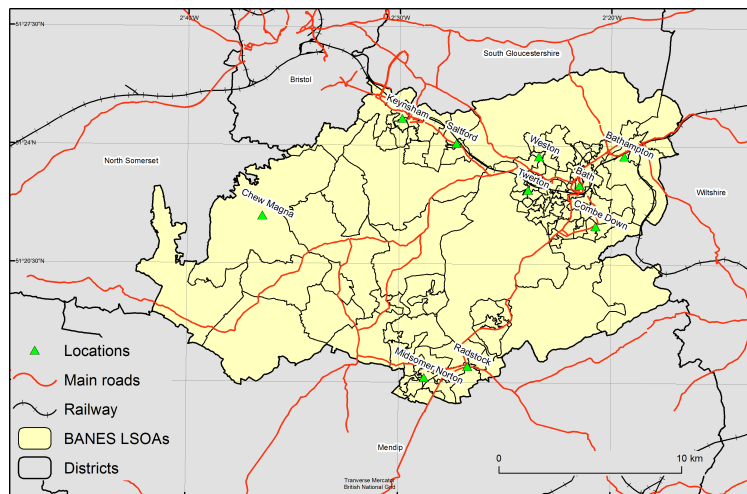 2°40'W
2°30'W
2°20'W
51°27'30"N
South Gloucestershire
Bristol
Keynsham
Saltford
Weston
Bathampton
51°24'N
North Somerset
Twerton
Bath
Wiltshire
Chew Magna
Combe Down
51°20'30"N
Radstock
Midsomer Norton
Locations
Main roads
Railway
BANES LSOAs
Districts
Mendip
0
10 km
Tranverse Mercator
British National Grid